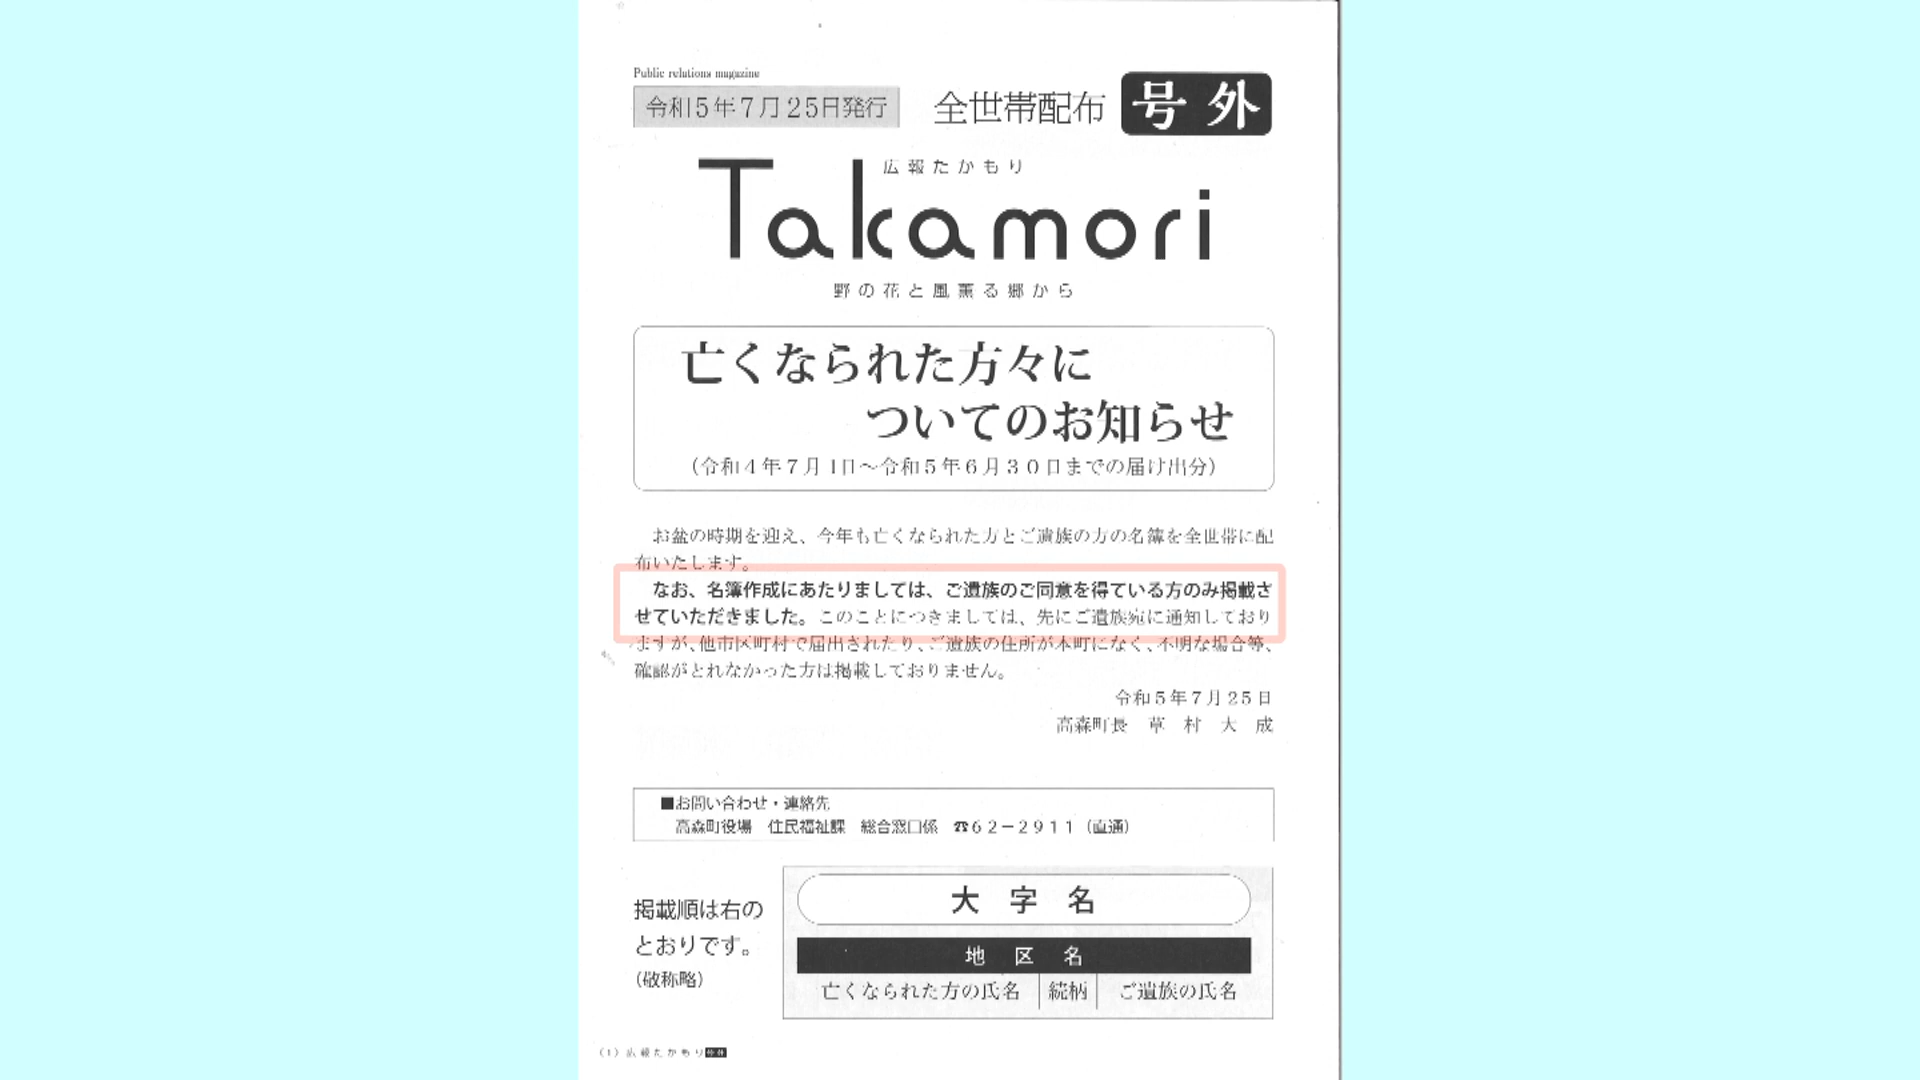 Public relations magazine
令和5年7月25日発行
全世帯配布
号外
広報たかもり
Takamori
野の花と風薫る郷から
亡くなられた方々に
ついてのお知らせ
（令和４年７月１日～令和５年６月３０日までの届け出分）
お盆の時期を迎え、今年も亡くなられた方とご遺族の方の名簿を全世帯に配
布いたします。
なお、名簿作成にあたりましては、ご遺族のご同意を得ている方のみ掲載さ
せていただきました。このことにつきましては、先にご遺族宛に通知しており
ますが、他市区町村で届出されたり、ご遺族の住所が本町になく、不明な場合等、
確認がとれなかった方は掲載しておりません。
令和５年７月２５日
高森町長　草　村　大　成
■お問い合わせ・連絡先
高森町役場　住民福祉課　総合窓口係　☎６２－２９１１（直通）
掲載順は右の
とおりです。
（敬称略）
大　字　名
地　区　名
亡くなられた方の氏名
続柄
ご遺族の氏名
（1）広報たかもり号外